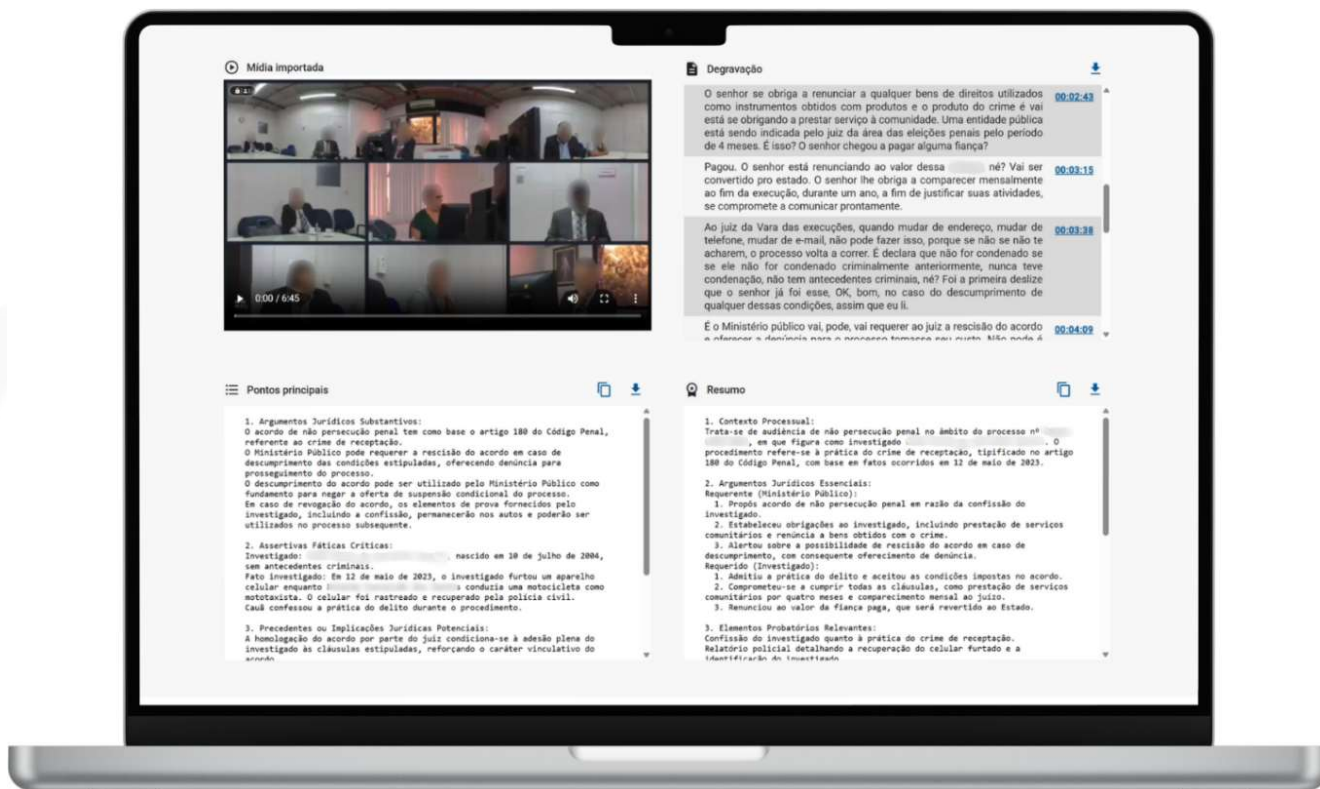 Mídia importada
0:00 / 6:45
Degravação
O senhor se obriga a renunciar a qualquer bens de direitos utilizados
como instrumentos obtidos com produtos e o produto do crime é vai
está se obrigando a prestar serviço à comunidade. Uma entidade pública
está sendo indicada pelo juiz da área das eleições penais pelo período
de 4 meses. É isso? O senhor chegou a pagar alguma fiança?
00:02:43
Pagou. O senhor está renunciando ao valor dessa né? Vai ser
convertido pro estado. O senhor lhe obriga a comparecer mensalmente
ao fim da execução, durante um ano, a fim de justificar suas atividades,
se compromete a comunicar prontamente.
00:03:15
Ao juiz da Vara das execuções, quando mudar de endereço, mudar de
telefone, mudar de e-mail, não pode fazer isso, porque se não se não te
acharem, o processo volta a correr. É declara que não for condenado se
se ele não for condenado criminalmente anteriormente, nunca teve
condenação, não tem antecedentes criminais, né? Foi a primeira deslize
que o senhor já foi esse, OK, bom, no caso do descumprimento de
qualquer dessas condições, assim que eu li.
00:03:38
É o Ministério público vai, pode, vai requerer ao juiz a rescisão do acordo
e oferecer a denúncia para o processo tomasse seu custo. Não pode é
00:04:09
Pontos principais
1. Argumentos Jurídicos Substantivos:
O acordo de não persecução penal tem como base o artigo 180 do Código Penal,
referente ao crime de receptação.
O Ministério Público pode requerer a rescisão do acordo em caso de
descumprimento das condições estipuladas, oferecendo denúncia para
prosseguimento do processo.
O descumprimento do acordo pode ser utilizado pelo Ministério Público como
fundamento para negar a oferta de suspensão condicional do processo.
Em caso de revogação do acordo, os elementos de prova fornecidos pelo
investigado, incluindo a confissão, permanecerão nos autos e poderão ser
utilizados no processo subsequente.
2. Assertivas Fáticas Críticas:
Investigado: , nascido em 10 de julho de 2004,
sem antecedentes criminais.
Fato investigado: Em 12 de maio de 2023, o investigado furtou um aparelho
celular enquanto s conduzia uma motocicleta como
mototaxista. O celular foi rastreado e recuperado pela polícia civil.
Cauã confessou a prática do delito durante o procedimento.
3. Precedentes ou Implicações Jurídicas Potenciais:
A homologação do acordo por parte do juiz condiciona-se à adesão plena do
investigado às cláusulas estipuladas, reforçando o caráter vinculativo do
acordo
Resumo
1. Contexto Processual:
Trata-se de audiência de não persecução penal no âmbito do processo nº
, em que figura como investigado . O
procedimento refere-se à prática do crime de receptação, tipificado no artigo
180 do Código Penal, com base em fatos ocorridos em 12 de maio de 2023.
2. Argumentos Jurídicos Essenciais:
Requerente (Ministério Público):
1. Propôs acordo de não persecução penal em razão da confissão do
investigado.
2. Estabeleceu obrigações ao investigado, incluindo prestação de serviços
comunitários e renúncia a bens obtidos com o crime.
3. Alertou sobre a possibilidade de rescisão do acordo em caso de
descumprimento, com consequente oferecimento de denúncia.
Requerido (Investigado):
1. Admitiu a prática do delito e aceitou as condições impostas no acordo.
2. Comprometeu-se a cumprir todas as cláusulas, como prestação de serviços
comunitários por quatro meses e comparecimento mensal ao juízo.
3. Renunciou ao valor da fiança paga, que será revertido ao Estado.
3. Elementos Probatórios Relevantes:
Confissão do investigado quanto à prática do crime de receptação.
Relatório policial detalhando a recuperação do celular furtado e a
identificação do investigado